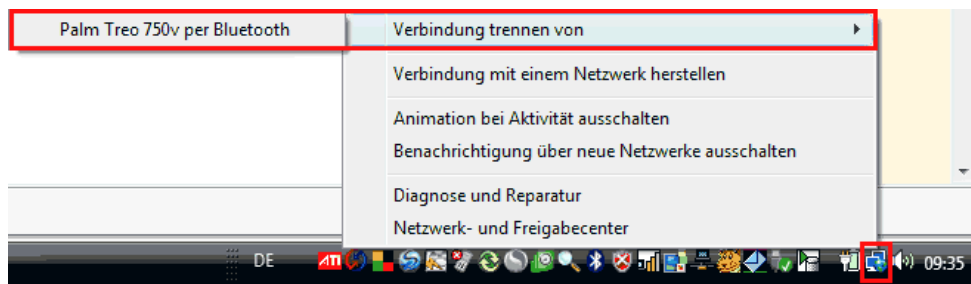 Palm Treo 750v per Bluetooth
Verbindung trennen von
Verbindung mit einem Netzwerk herstellen
Animation bei Aktivität ausschalten
Benachrichtigung über neue Netzwerke ausschalten
Diagnose und Reparatur
Netzwerk- und Freigabecenter
DE ATI 09:35